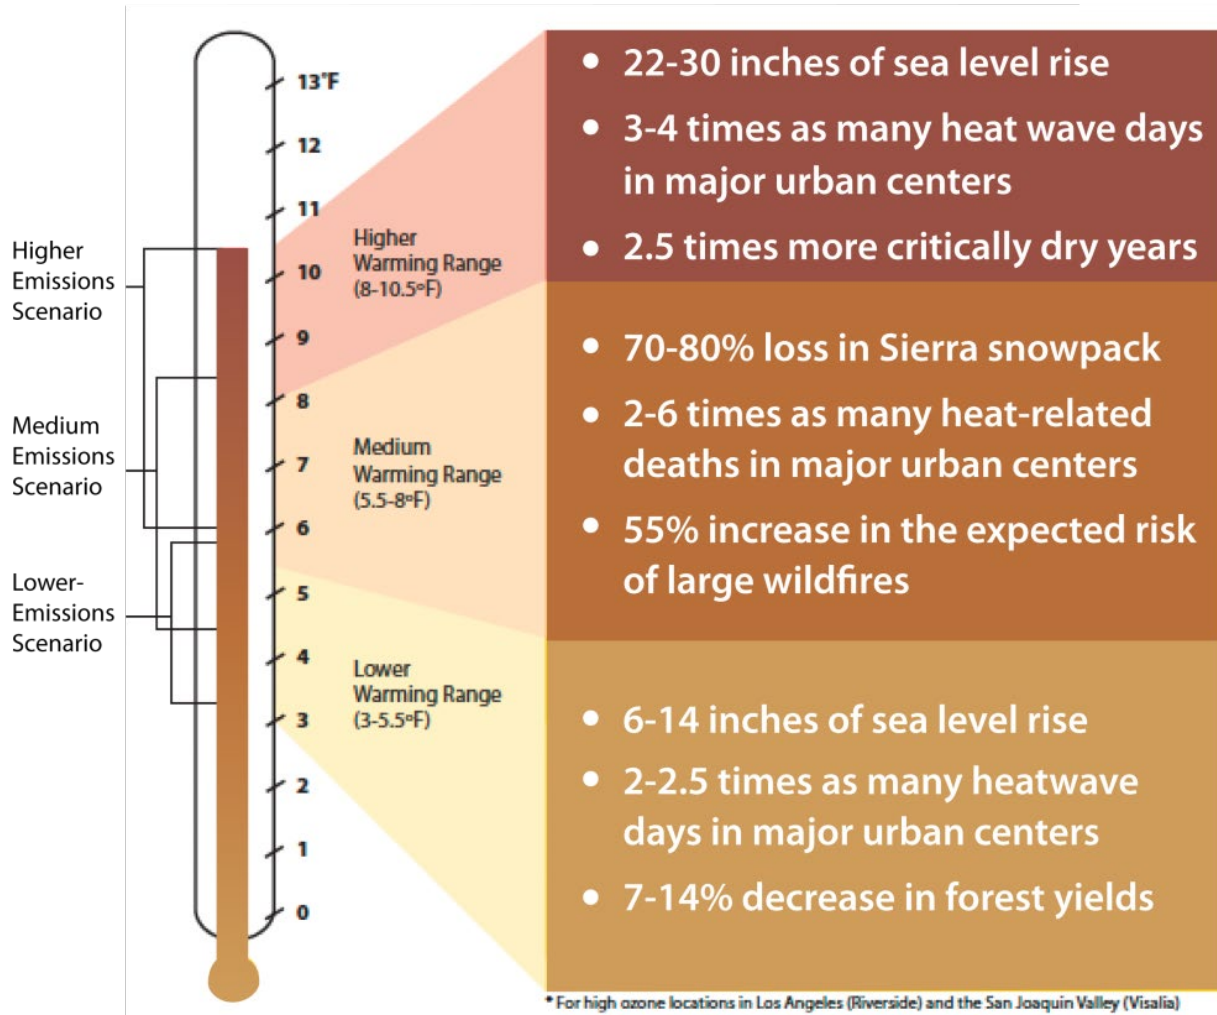 13°F
12
11
10
9
8
7
6
5
4
3
2
1
0
Higher
Emissions
Scenario
Medium
Emissions
Scenario
Lower-
Emissions
Scenario
Higher
Warming Range
(8-10.5ºF)
Medium
Warming Range
(5.5-8ºF)
Lower
Warming Range
(3-5.5ºF)
• 22-30 inches of sea level rise
• 3-4 times as many heat wave days
in major urban centers
• 2.5 times more critically dry years
• 70-80% loss in Sierra snowpack
• 2-6 times as many heat-related
deaths in major urban centers
• 55% increase in the expected risk
of large wildfires
• 6-14 inches of sea level rise
• 2-2.5 times as many heatwave
days in major urban centers
• 7-14% decrease in forest yields
* For high ozone locations in Los Angeles (Riverside) and the San Joaquin Valley (Visalia)